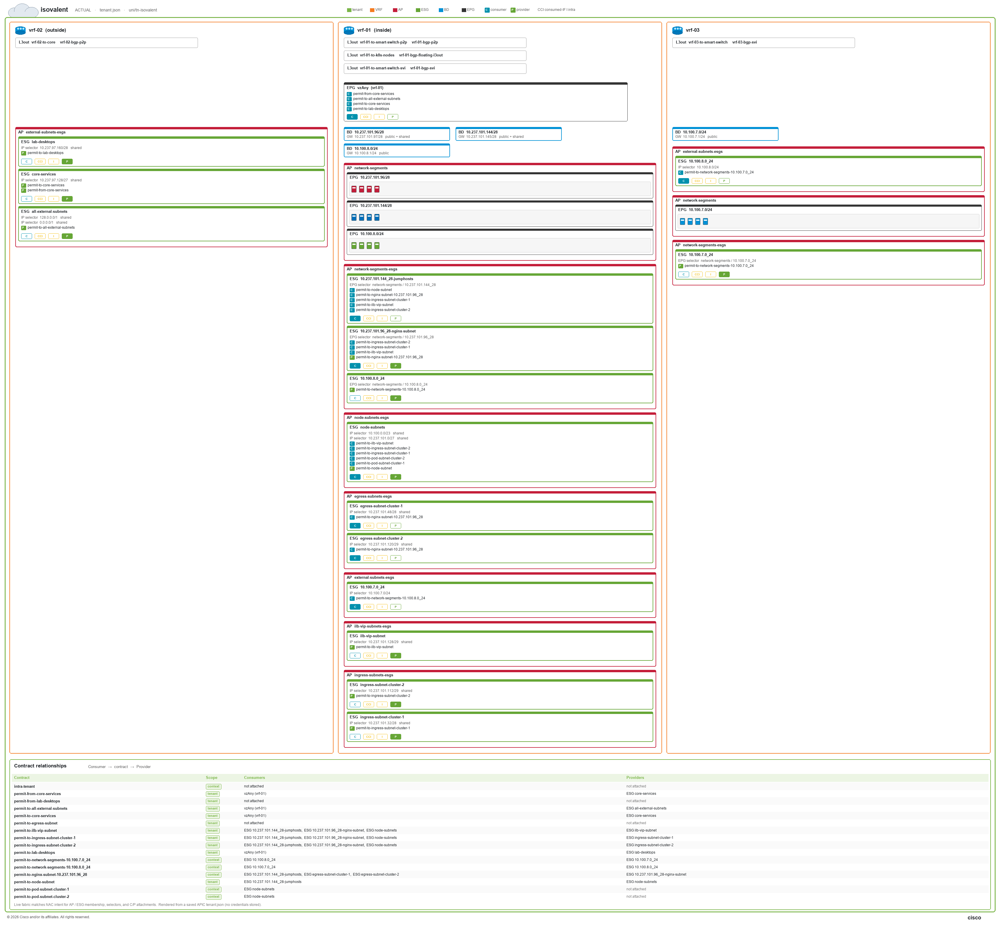 isovalent ACTUAL · tenant.json · uni/tn-isovalent
tenant VRF AP ESG BD EPG C consumer P provider CCI consumed-IF I intra
vrf-02 (outside)
L3out vrf-02-to-core vrf-02-bgp-p2p
AP external-subnets-esgs
ESG lab-desktops
IP selector 10.237.97.160/28 shared
P permit-to-lab-desktops
C CCI I P
ESG core-services
IP selector 10.237.97.128/27 shared
P permit-to-core-services
P permit-from-core-services
C CCI I P
ESG all-external-subnets
IP selector 128.0.0.0/1 shared
IP selector 0.0.0.0/1 shared
P permit-to-all-external-subnets
C CCI I P
vrf-01 (inside)
L3out vrf-01-to-smart-switch-p2p vrf-01-bgp-p2p
L3out vrf-01-to-k8s-nodes vrf-01-bgp-floating-l3out
L3out vrf-01-to-smart-switch-svi vrf-01-bgp-svi
EPG vzAny (vrf-01)
C permit-from-core-services
C permit-to-all-external-subnets
C permit-to-core-services
C permit-to-lab-desktops
C CCI I P
BD 10.237.101.96/28
GW 10.237.101.97/28 public + shared
BD 10.237.101.144/28
GW 10.237.101.145/28 public + shared
BD 10.100.8.0/24
GW 10.100.8.1/24 public
AP network-segments
EPG 10.237.101.96/28
EPG 10.237.101.144/28
EPG 10.100.8.0/24
AP network-segments-esgs
ESG 10.237.101.144_28-jumphosts
EPG selector network-segments / 10.237.101.144_28
C permit-to-node-subnet
C permit-to-nginx-subnet-10.237.101.96_28
C permit-to-ingress-subnet-cluster-1
C permit-to-ilb-vip-subnet
C permit-to-ingress-subnet-cluster-2
C CCI I P
ESG 10.237.101.96_28-nginx-subnet
EPG selector network-segments / 10.237.101.96_28
C permit-to-ingress-subnet-cluster-2
C permit-to-ingress-subnet-cluster-1
C permit-to-ilb-vip-subnet
P permit-to-nginx-subnet-10.237.101.96_28
C CCI I P
ESG 10.100.8.0_24
EPG selector network-segments / 10.100.8.0_24
P permit-to-network-segments-10.100.8.0_24
C CCI I P
AP node-subnets-esgs
ESG node-subnets
IP selector 10.100.0.0/23 shared
IP selector 10.237.101.0/27 shared
C permit-to-ilb-vip-subnet
C permit-to-ingress-subnet-cluster-2
C permit-to-ingress-subnet-cluster-1
C permit-to-pod-subnet-cluster-2
C permit-to-pod-subnet-cluster-1
P permit-to-node-subnet
C CCI I P
AP egress-subnets-esgs
ESG egress-subnet-cluster-1
IP selector 10.237.101.48/28 shared
C permit-to-nginx-subnet-10.237.101.96_28
C CCI I P
ESG egress-subnet-cluster-2
IP selector 10.237.101.120/29 shared
C permit-to-nginx-subnet-10.237.101.96_28
C CCI I P
AP external-subnets-esgs
ESG 10.100.7.0_24
IP selector 10.100.7.0/24
C permit-to-network-segments-10.100.8.0_24
C CCI I P
AP ilb-vip-subnets-esgs
ESG ilb-vip-subnet
IP selector 10.237.101.128/29 shared
P permit-to-ilb-vip-subnet
C CCI I P
AP ingress-subnets-esgs
ESG ingress-subnet-cluster-2
IP selector 10.237.101.112/29 shared
P permit-to-ingress-subnet-cluster-2
C CCI I P
ESG ingress-subnet-cluster-1
IP selector 10.237.101.32/28 shared
P permit-to-ingress-subnet-cluster-1
C CCI I P
vrf-03
L3out vrf-03-to-smart-switch vrf-03-bgp-svi
BD 10.100.7.0/24
GW 10.100.7.1/24 public
AP external-subnets-esgs
ESG 10.100.8.0_24
IP selector 10.100.8.0/24
C permit-to-network-segments-10.100.7.0_24
C CCI I P
AP network-segments
EPG 10.100.7.0/24
AP network-segments-esgs
ESG 10.100.7.0_24
EPG selector network-segments / 10.100.7.0_24
P permit-to-network-segments-10.100.7.0_24
C CCI I P
Contract relationships Consumer → contract → Provider
Contract Scope Consumers Providers
intra-tenant context not attached not attached
permit-from-core-services tenant vzAny (vrf-01) ESG core-services
permit-from-lab-desktops tenant not attached not attached
permit-to-all-external-subnets tenant vzAny (vrf-01) ESG all-external-subnets
permit-to-core-services tenant vzAny (vrf-01) ESG core-services
permit-to-egress-subnet tenant not attached not attached
permit-to-ilb-vip-subnet tenant ESG 10.237.101.144_28-jumphosts, ESG 10.237.101.96_28-nginx-subnet, ESG node-subnets ESG ilb-vip-subnet
permit-to-ingress-subnet-cluster-1 tenant ESG 10.237.101.144_28-jumphosts, ESG 10.237.101.96_28-nginx-subnet, ESG node-subnets ESG ingress-subnet-cluster-1
permit-to-ingress-subnet-cluster-2 tenant ESG 10.237.101.144_28-jumphosts, ESG 10.237.101.96_28-nginx-subnet, ESG node-subnets ESG ingress-subnet-cluster-2
permit-to-lab-desktops tenant vzAny (vrf-01) ESG lab-desktops
permit-to-network-segments-10.100.7.0_24 context ESG 10.100.8.0_24 ESG 10.100.7.0_24
permit-to-network-segments-10.100.8.0_24 context ESG 10.100.7.0_24 ESG 10.100.8.0_24
permit-to-nginx-subnet-10.237.101.96_28 context ESG 10.237.101.144_28-jumphosts, ESG egress-subnet-cluster-1, ESG egress-subnet-cluster-2 ESG 10.237.101.96_28-nginx-subnet
permit-to-node-subnet tenant ESG 10.237.101.144_28-jumphosts ESG node-subnets
permit-to-pod-subnet-cluster-1 context ESG node-subnets not attached
permit-to-pod-subnet-cluster-2 context ESG node-subnets not attached
Live fabric matches NAC intent for AP / ESG membership, selectors, and C/P attachments. Rendered from a saved APIC tenant.json (no credentials stored).
© 2026 Cisco and/or its affiliates. All rights reserved. cisco